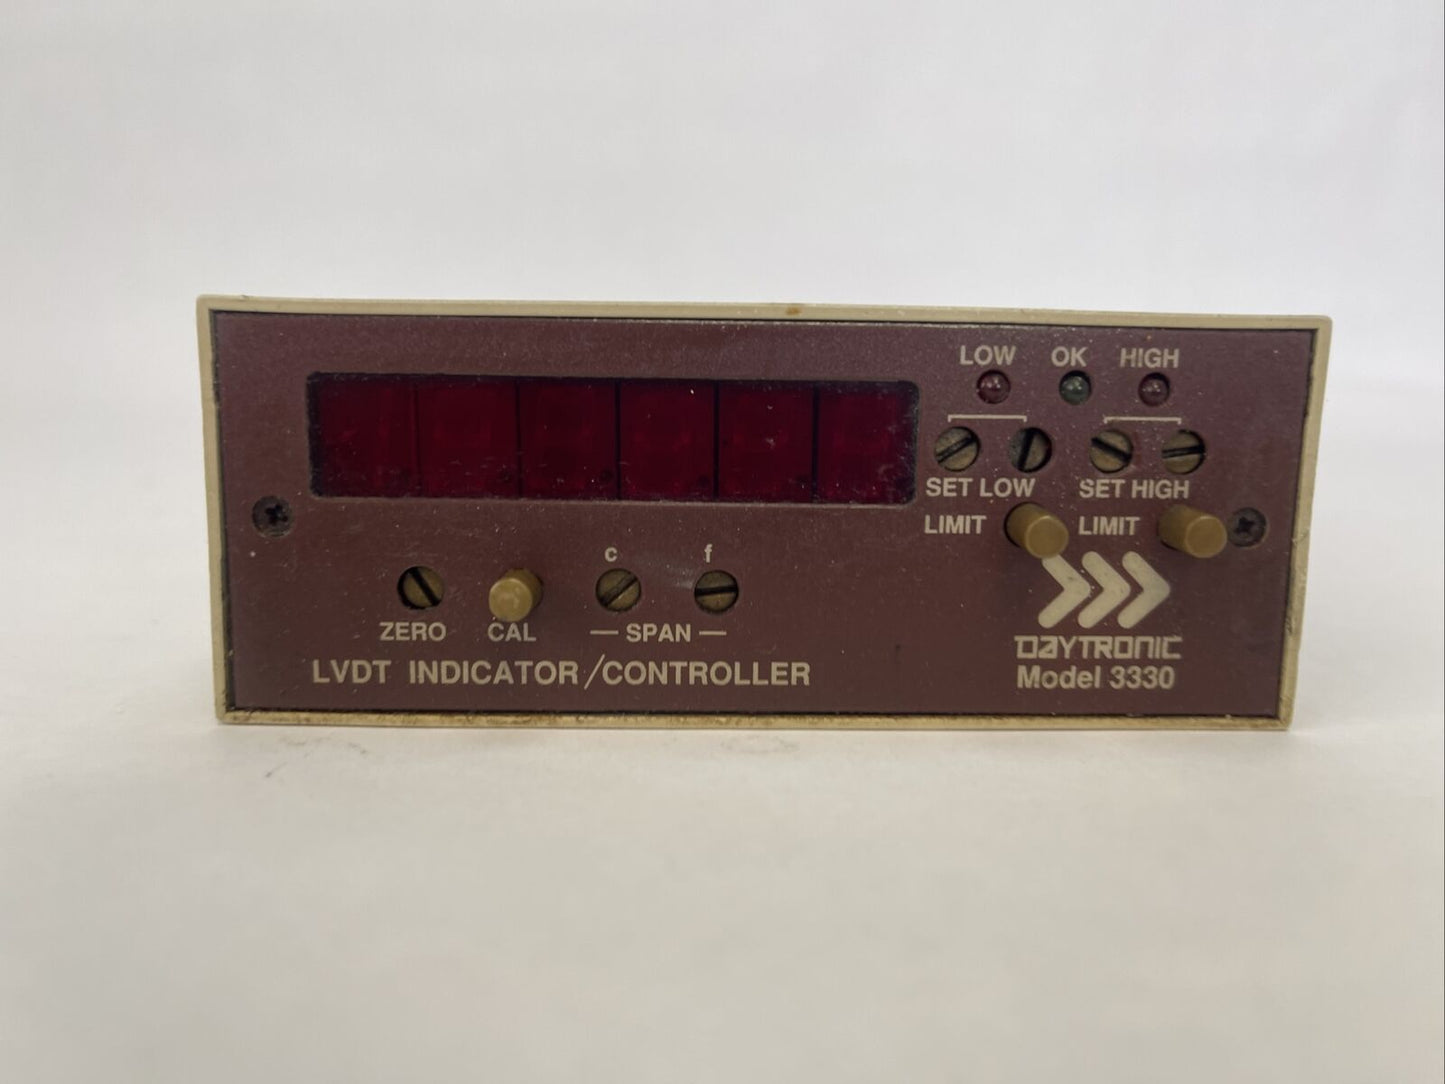 LOW OK HIGH
SET LOW SET HIGH
LIMIT LIMIT
c f
ZERO CAL — SPAN —
LVDT INDICATOR/CONTROLLER
DAYTRONIC
Model 3330